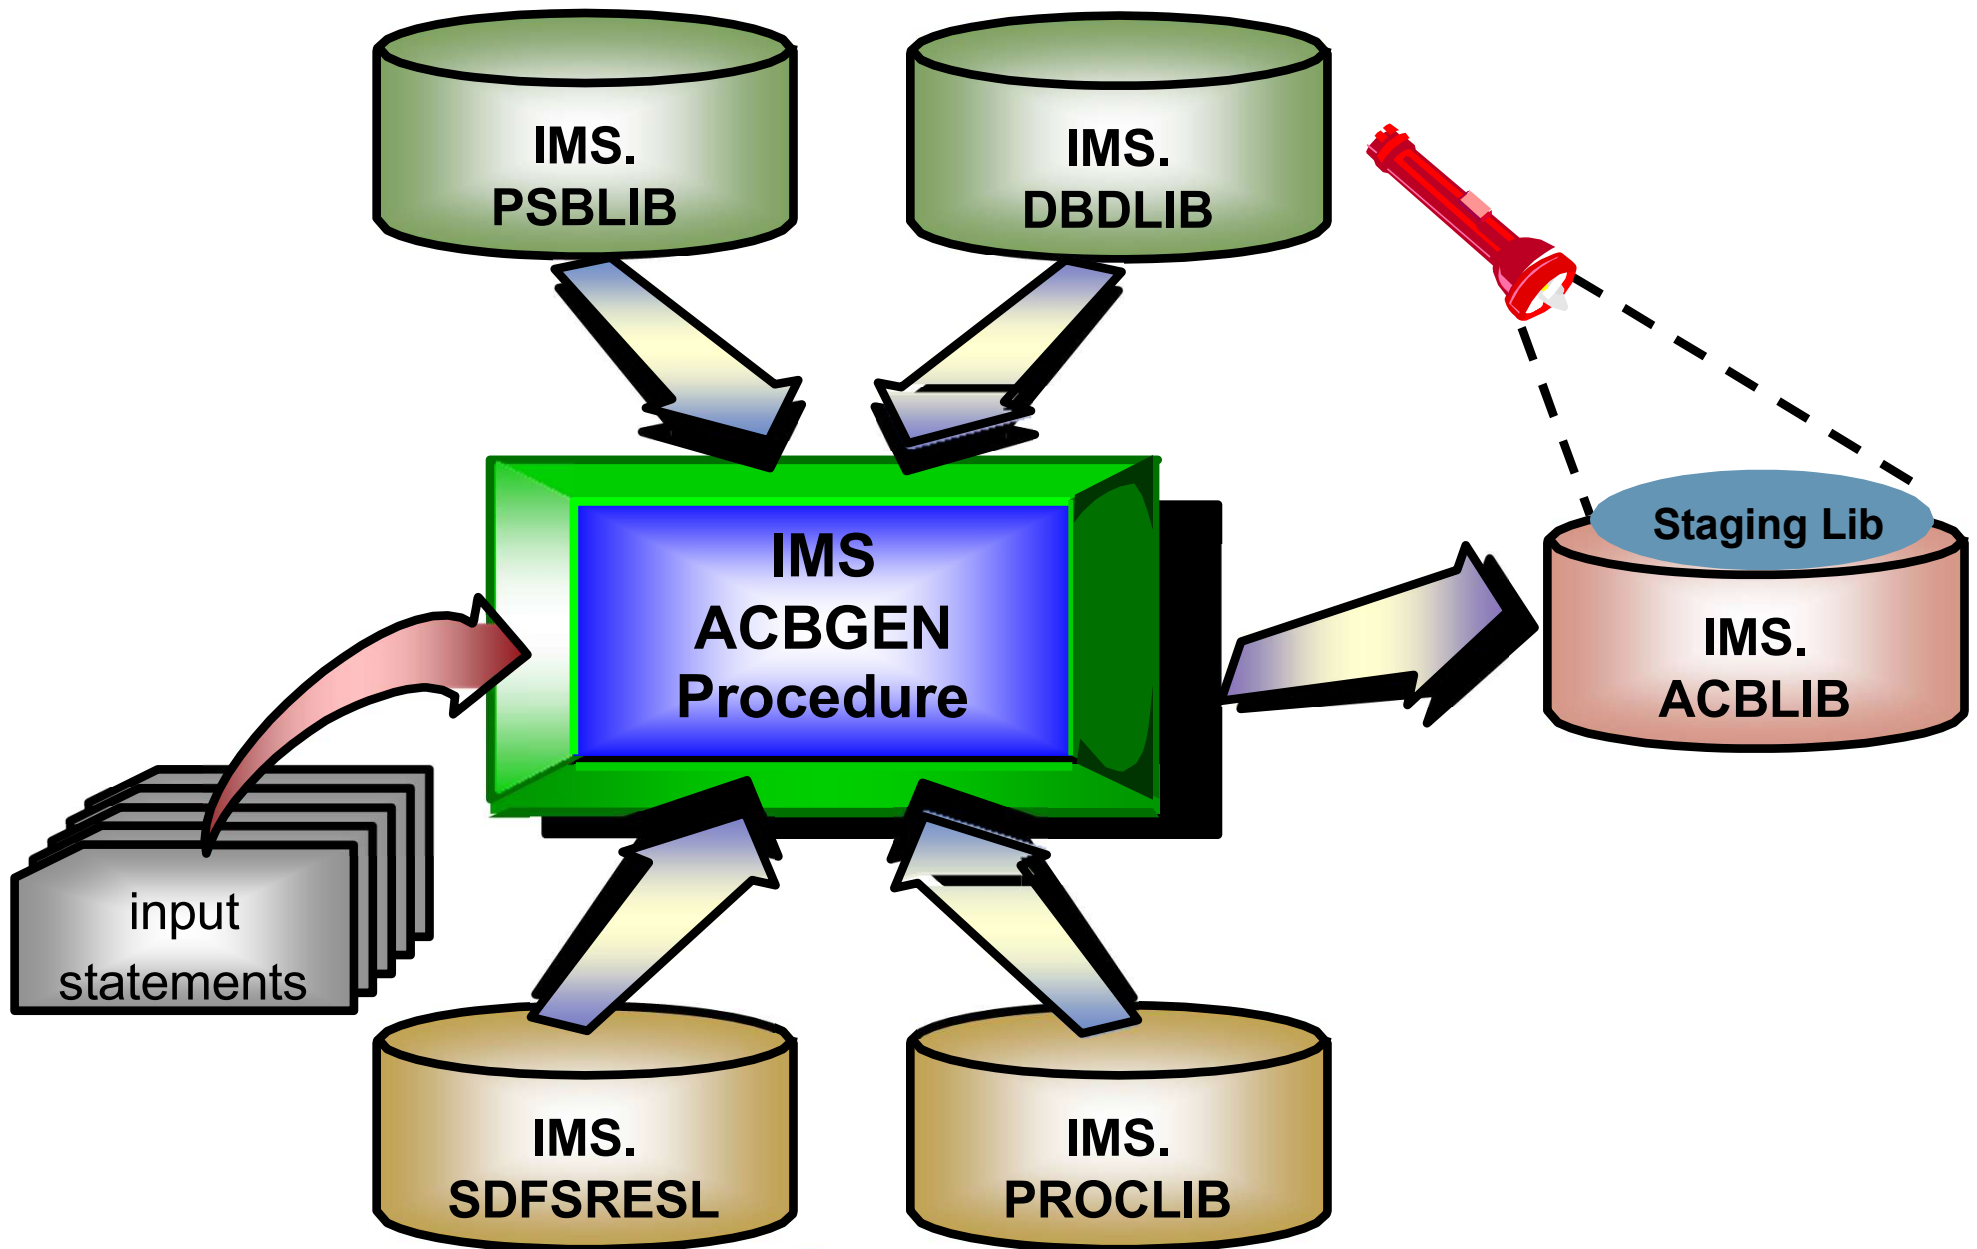 IMS.
PSBLIB
IMS.
DBDLIB
IMS
ACBGEN
Procedure
Staging Lib
IMS.
ACBLIB
input
statements
IMS.
SDFSRESL
IMS.
PROCLIB